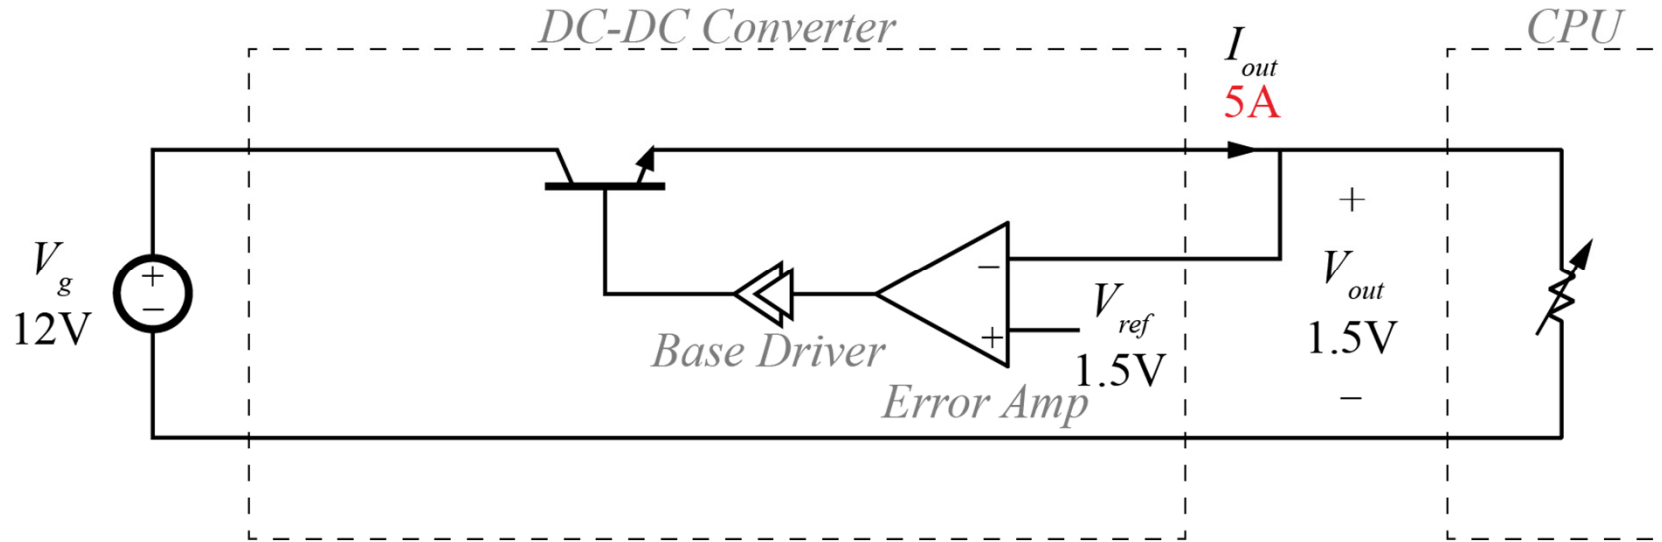 DC-DC Converter
CPU
I out
5A
V g
12V
+
−
+
V out
1.5V
−
−
+
V ref
1.5V
Base Driver
Error Amp